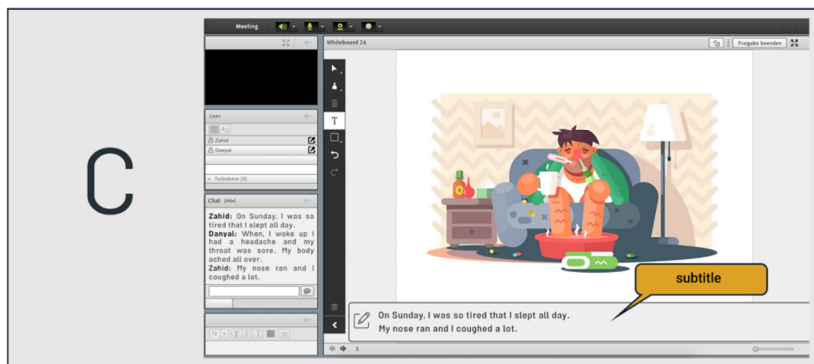 Meeting
Whiteboard 26
Freigabe beenden
C
User
Zahid
Danyal
Teilnehmer (0)
Chat (Alle)
Zahid: On Sunday, I was so
tired that I slept all day.
Danyal: When, I woke up I
had a headache and my
throat was sore. My body
ached all over.
Zahid: My nose ran and I
coughed a lot.
T
subtitle
On Sunday, I was so tired that I slept all day.
My nose ran and I coughed a lot.
1